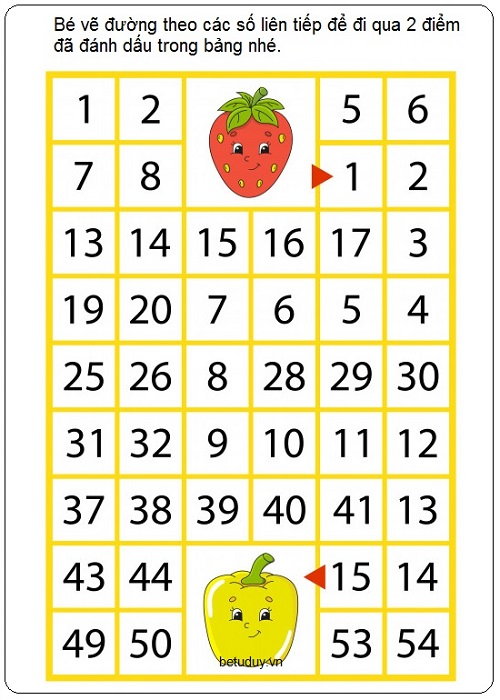 Bé vẽ đường theo các số liên tiếp để đi qua 2 điểm
đã đánh dấu trong bảng nhé.
1 2 5 6
7 8 1 2
13 14 15 16 17 3
19 20 7 6 5 4
25 26 8 28 29 30
31 32 9 10 11 12
37 38 39 40 41 13
43 44 15 14
49 50 53 54
betuduy.vn